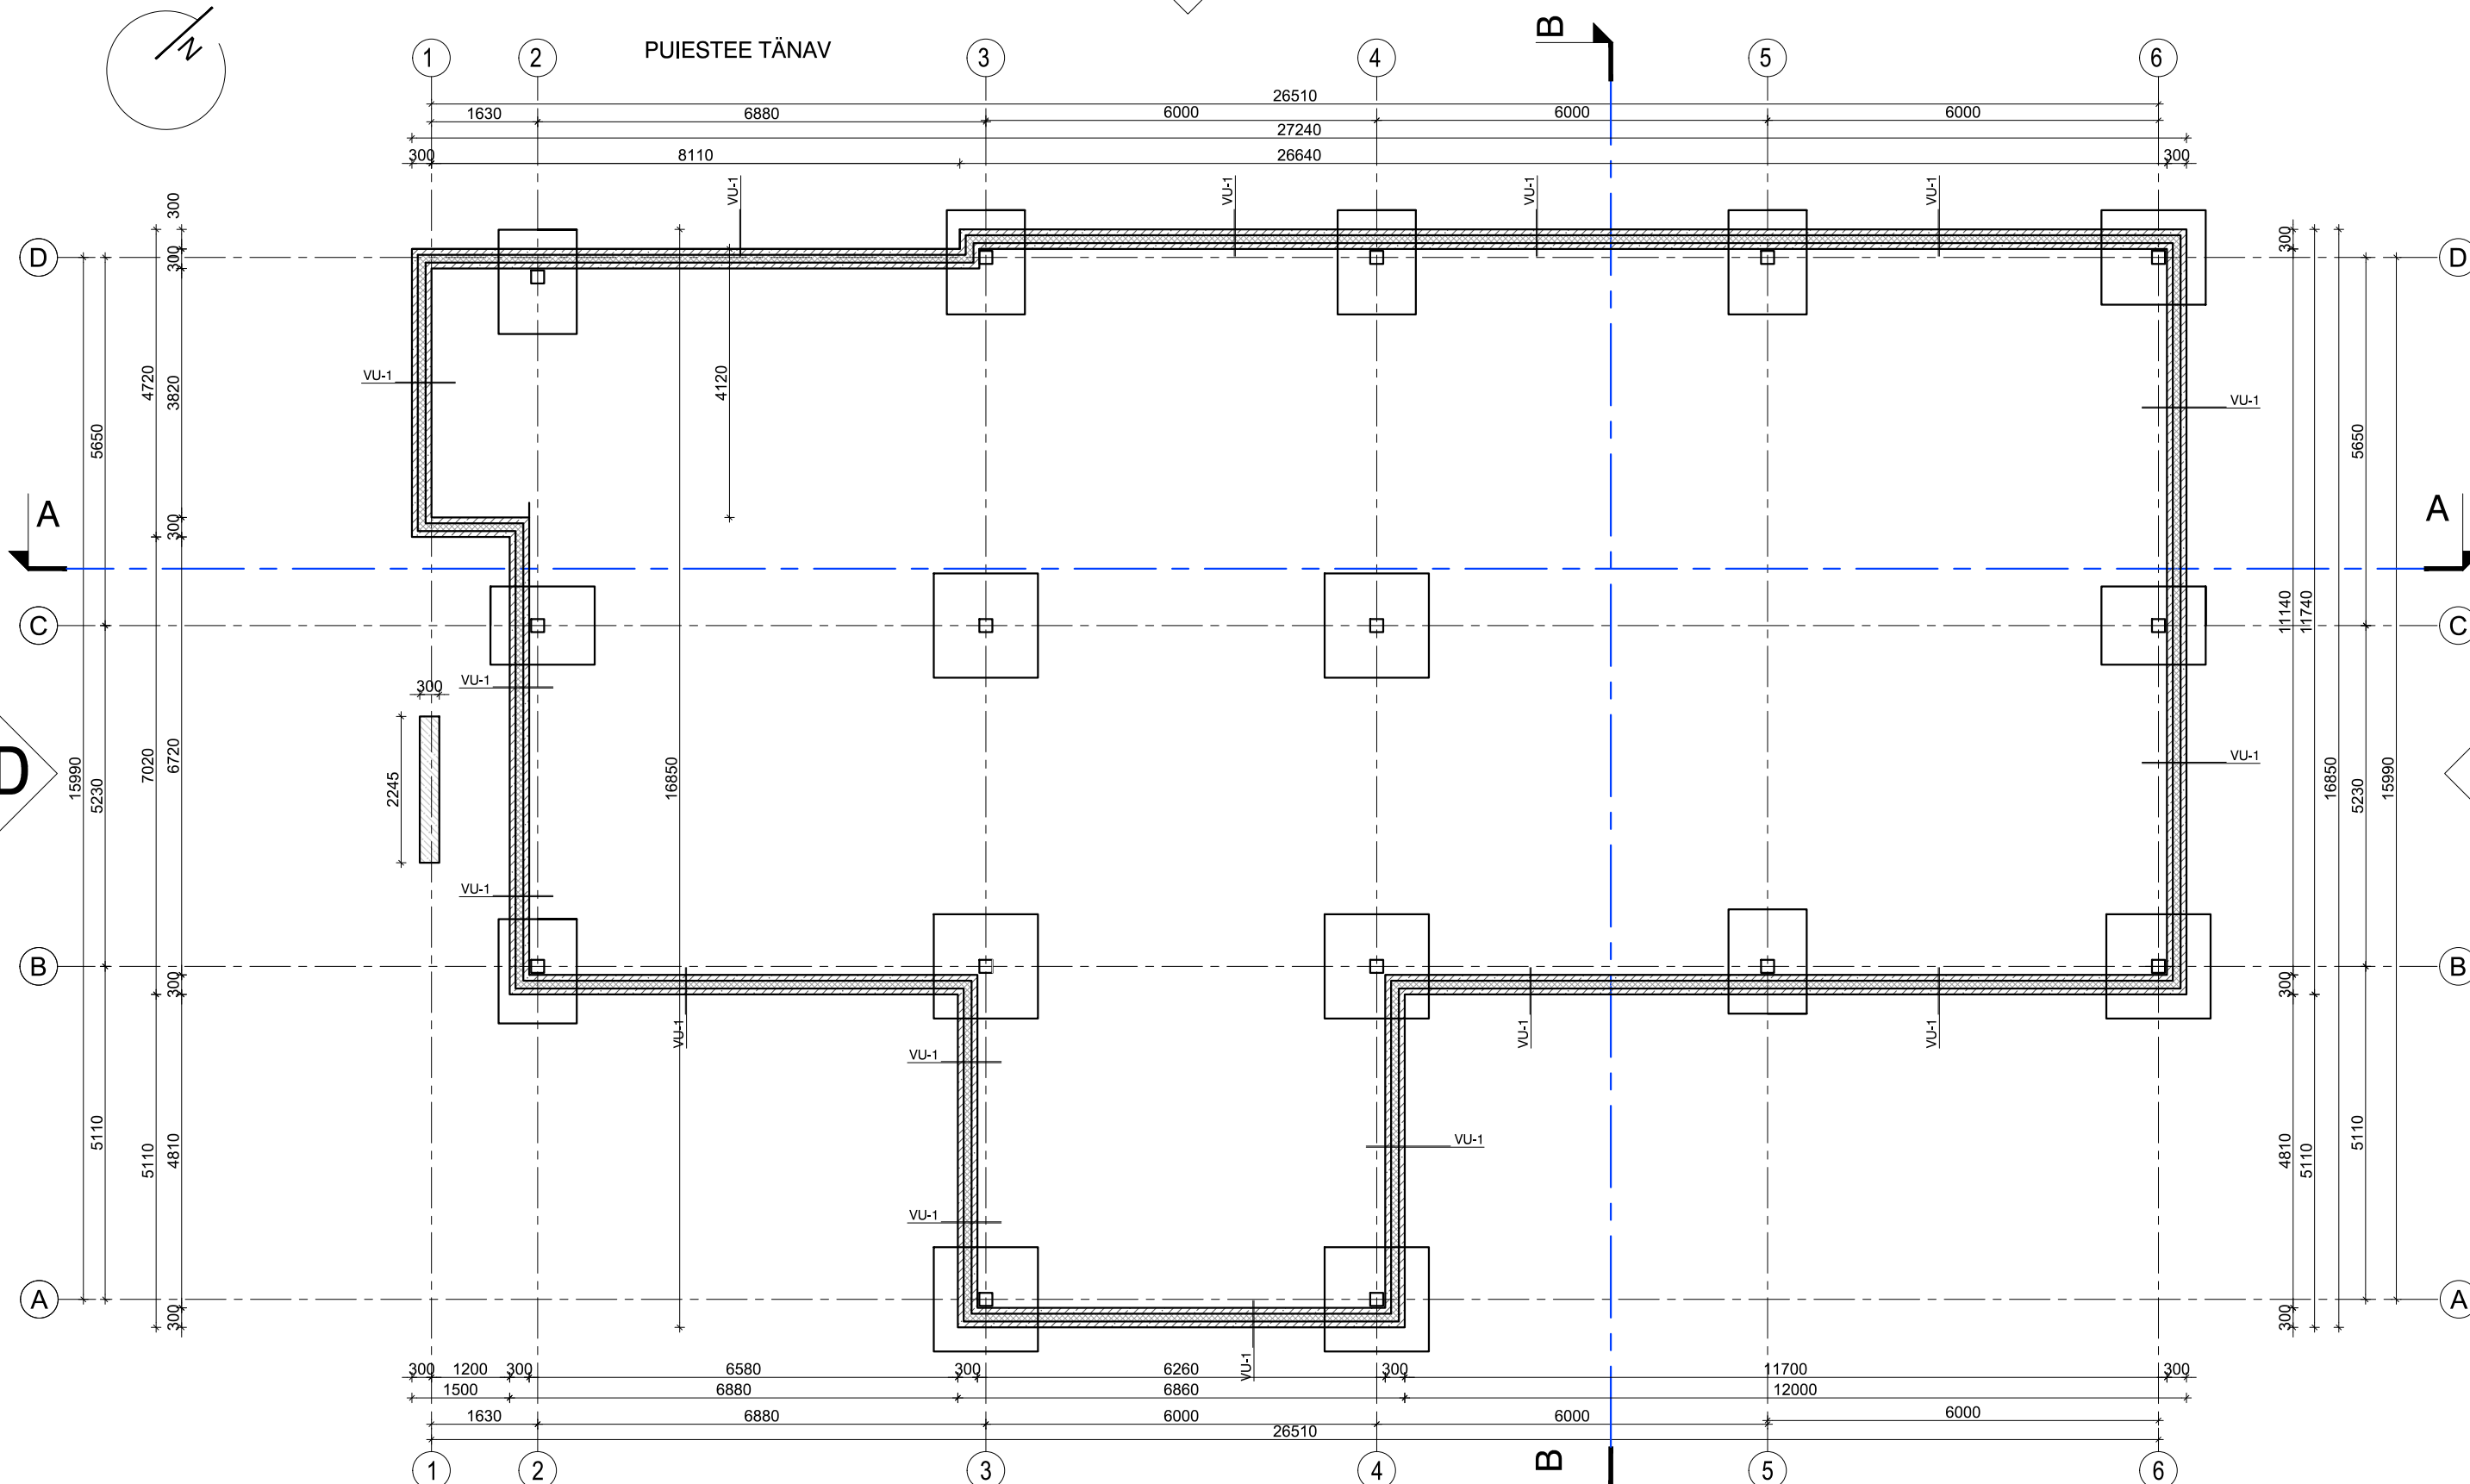 N
PUIESTEE TÄNAV
B
1 2 3 4 5 6
26510
1630 6880 6000 6000 6000
27240
300 8110 26640 300
VU-1 VU-1 VU-1 VU-1
300
300
300
D D
4720
3820
4120
5650
5650
VU-1
VU-1
A A
300
11140
11740
C C
300
VU-1
2245
D
15990
5230
7020
6720
16850
VU-1
16850
5230
15990
VU-1
B B
300
300
VU-1 VU-1 VU-1
VU-1
5110
5110
4810
VU-1
4810
5110
5110
VU-1
A A
300
300
VU-1
300 1200 300 6580 300 6260 300 11700 300
1500 6880 6860 12000
1630 6880 6000 6000 6000
26510
B
1 2 3 4 5 6